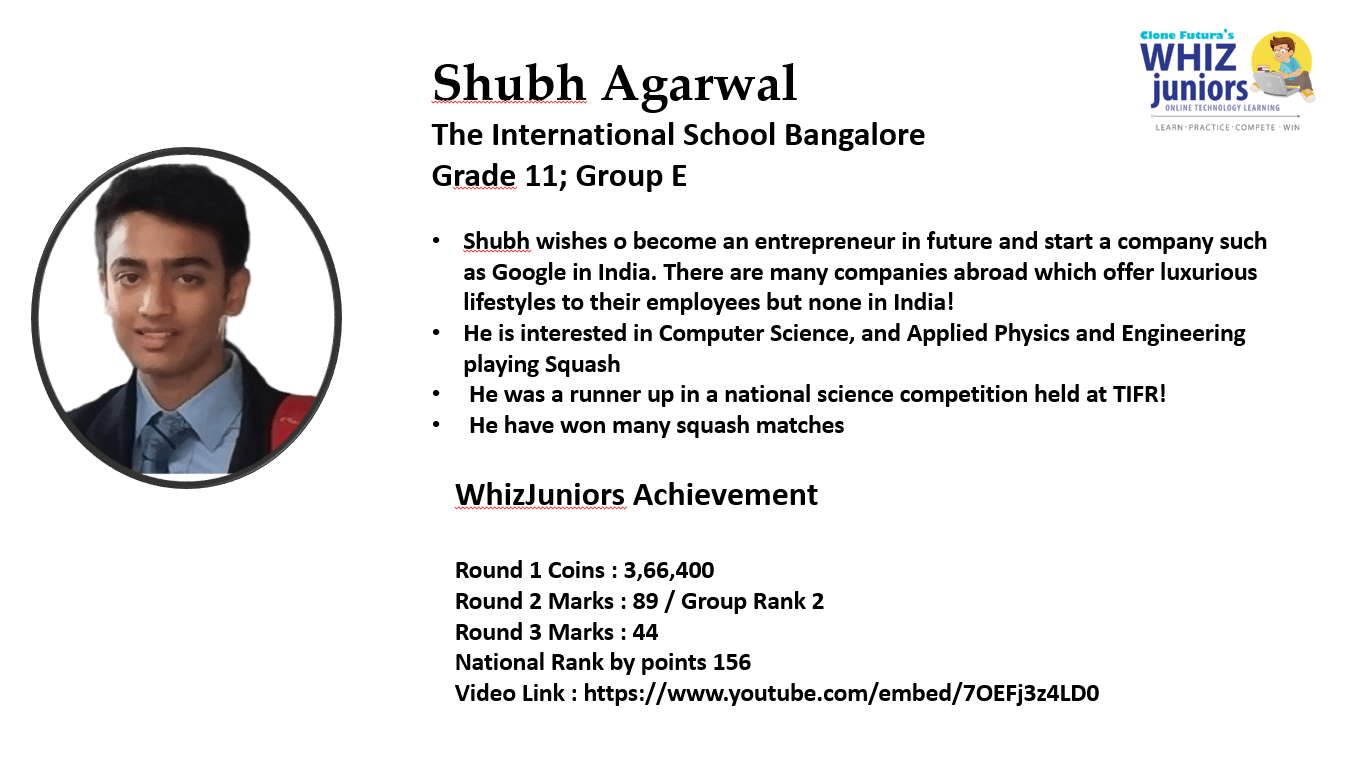 Clone Futura's
WHIZ
juniors
ONLINE TECHNOLOGY LEARNING
LEARN · PRACTICE · COMPETE · WIN
Shubh Agarwal
The International School Bangalore
Grade 11; Group E
• Shubh wishes o become an entrepreneur in future and start a company such
as Google in India. There are many companies abroad which offer luxurious
lifestyles to their employees but none in India!
• He is interested in Computer Science, and Applied Physics and Engineering
playing Squash
• He was a runner up in a national science competition held at TIFR!
• He have won many squash matches
WhizJuniors Achievement
Round 1 Coins : 3,66,400
Round 2 Marks : 89 / Group Rank 2
Round 3 Marks : 44
National Rank by points 156
Video Link : https://www.youtube.com/embed/7OEFj3z4LD0